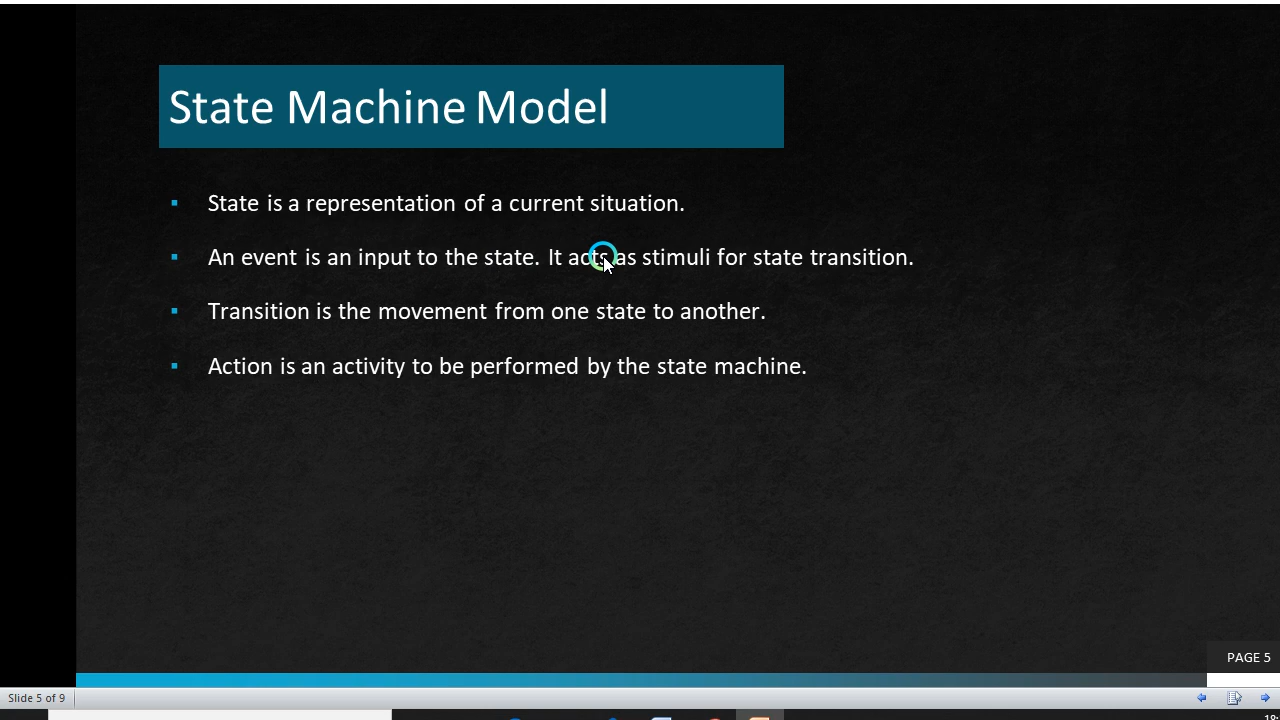 State Machine Model
State is a representation of a current situation.
An event is an input to the state. It acts as stimuli for state transition.
Transition is the movement from one state to another.
Action is an activity to be performed by the state machine.
PAGE 5
Slide 5 of 9